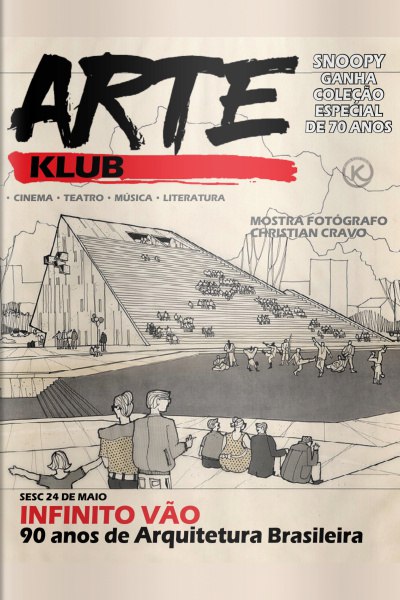 ARTE
KLUB
SNOOPY
GANHA
COLEÇÃO
ESPECIAL
DE 70 ANOS
K
• CINEMA • TEATRO • MÚSICA • LITERATURA
MOSTRA FOTÓGRAFO
CHRISTIAN CRAVO
SESC 24 DE MAIO
INFINITO VÃO
90 anos de Arquitetura Brasileira